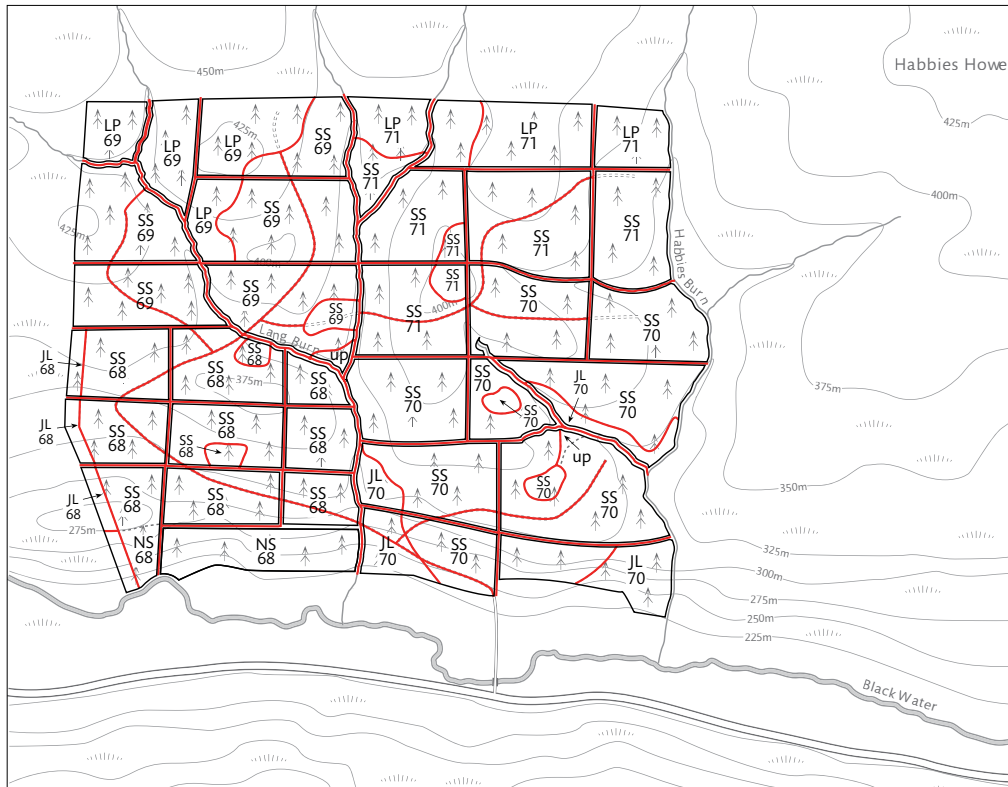 Habbies Howe
450m
425m
LP
69
LP
69
LP
69
425m
SS
69
LP
71
SS
71
LP
71
LP
71
400m
425m
SS
69
LP
69
SS
69
SS
71
SS
71
SS
71
SS
71
Habbies Burn
SS
69
SS
69
SS
69
400m
SS
71
SS
71
SS
70
SS
70
Lang Burn
up
JL
68
SS
68
SS
68
SS
68
375m
SS
68
SS
70
SS
70
JL
70
SS
70
375m
JL
68
SS
68
SS
68
SS
68
SS
68
SS
70
up
JL
68
SS
68
SS
68
SS
68
JL
70
SS
70
SS
70
SS
70
350m
275m
NS
68
NS
68
JL
70
SS
70
JL
70
325m
300m
275m
250m
225m
Black Water